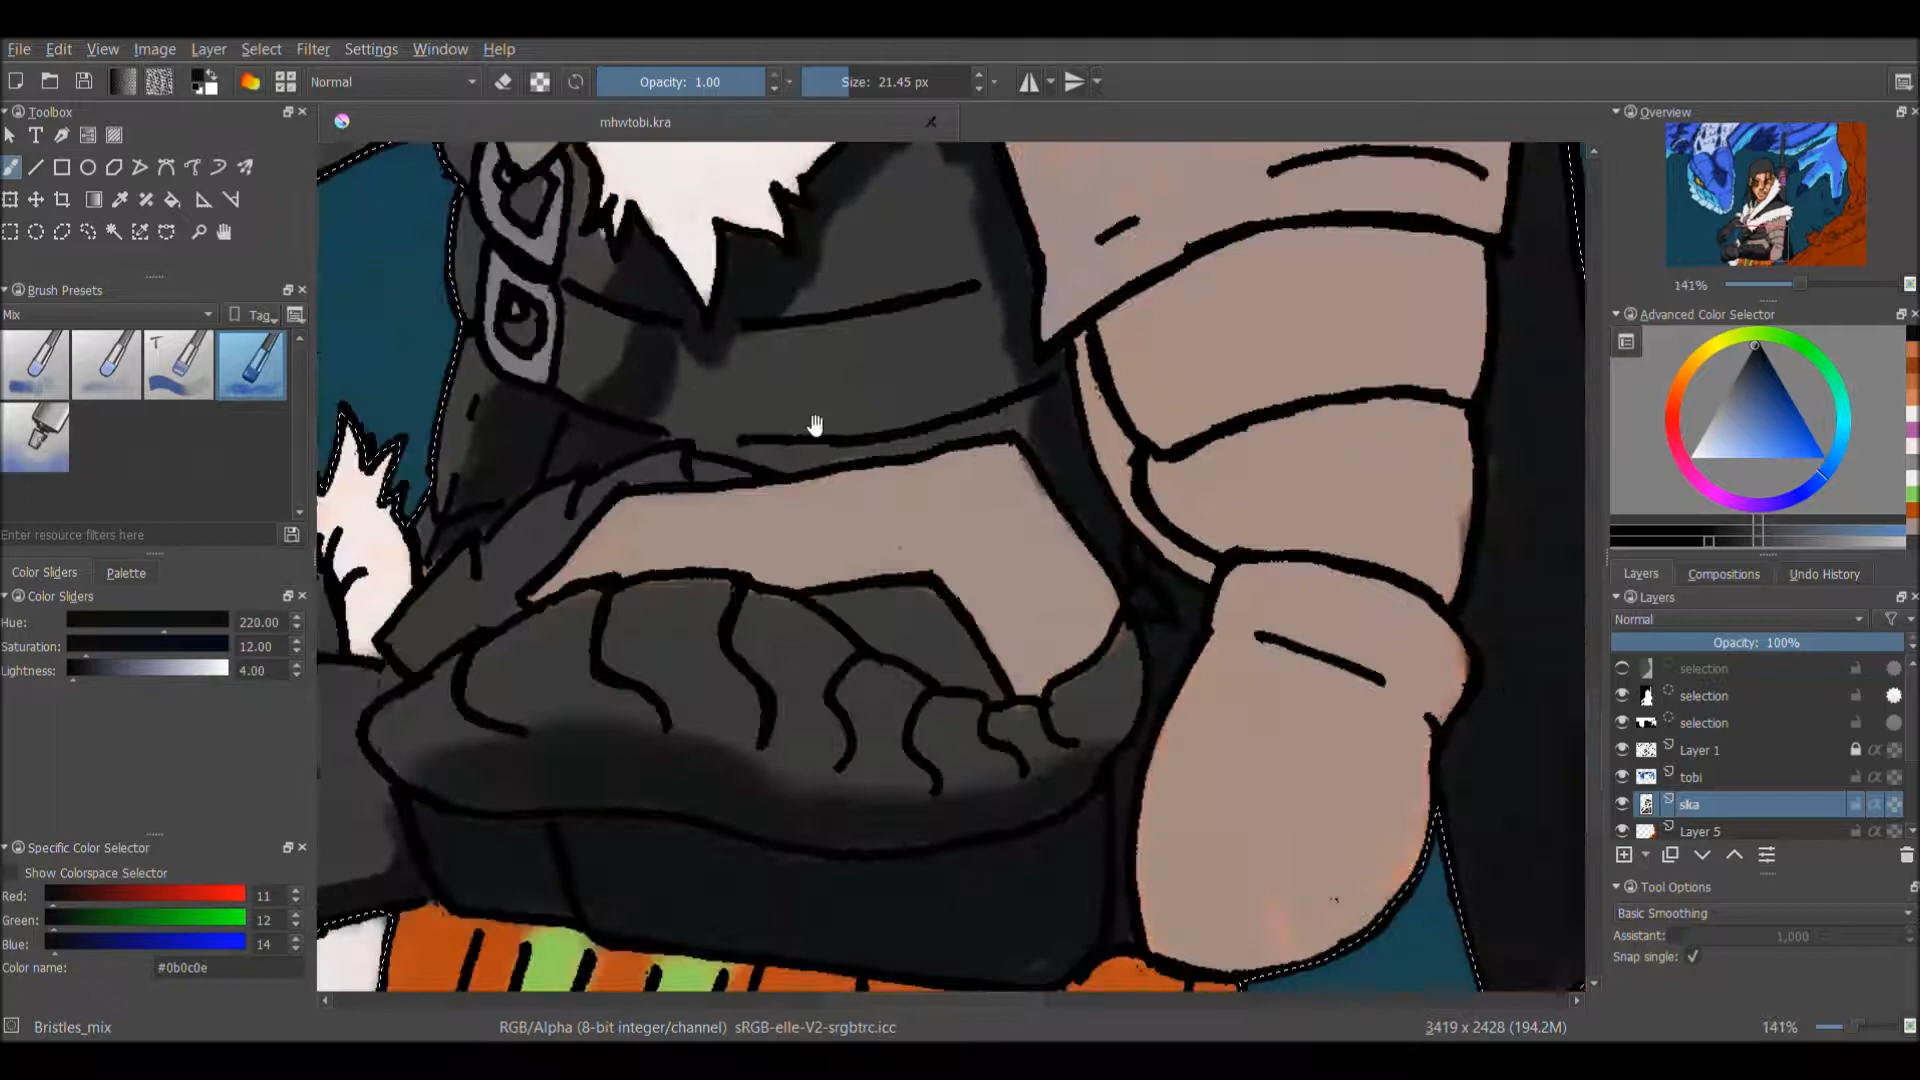 File Edit View Image Layer Select Filter Settings Window Help
Normal Opacity: 1.00 Size: 21.45 px
Toolbox
mhwtobi.kra
Overview
141%
Brush Presets
Mix Tag
Enter resource filters here
Color Sliders Palette
Color Sliders
Hue: 220.00
Saturation: 12.00
Lightness: 4.00
Specific Color Selector
Show Colorspace Selector
Red: 11
Green: 12
Blue: 14
Color name: #0b0c0e
Advanced Color Selector
Layers Compositions Undo History
Layers
Normal
Opacity: 100%
selection
selection
selection
Layer 1
tobi
ska
Layer 5
Tool Options
Basic Smoothing
Assistant: 1,000
Snap single:
Bristles_mix RGB/Alpha (8-bit integer/channel) sRGB-elle-V2-srgbtrc.icc 3419 x 2428 (194.2M) 141%